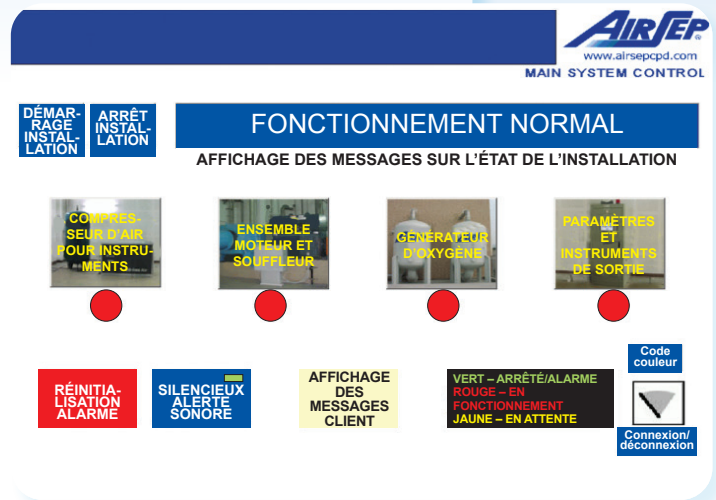 AIRSEP
www.airsepcpd.com
MAIN SYSTEM CONTROL
DÉMAR-
RAGE
INSTAL-
LATION
ARRÊT
INSTAL-
LATION
FONCTIONNEMENT NORMAL
AFFICHAGE DES MESSAGES SUR L'ÉTAT DE L'INSTALLATION
COMPRES-
SEUR D'AIR
POUR INSTRU-
MENTS
ENSEMBLE
MOTEUR ET
SOUFFLEUR
GÉNÉRATEUR
D'OXYGÈNE
PARAMÈTRES
ET
INSTRUMENTS
DE SORTIE
RÉINITIA-
LISATION
ALARME
SILENCIEUX
ALERTE
SONORE
AFFICHAGE
DES
MESSAGES
CLIENT
VERT – ARRÊTÉ/ALARME
ROUGE – EN
FONCTIONNEMENT
JAUNE – EN ATTENTE
Code
couleur
Connexion/
déconnexion